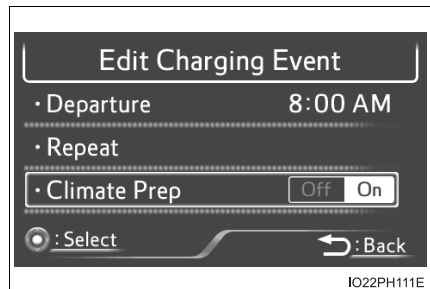 Edit Charging Event
· Departure 8:00 AM
· Repeat
· Climate Prep Off On
: Select : Back
IO22PH111E